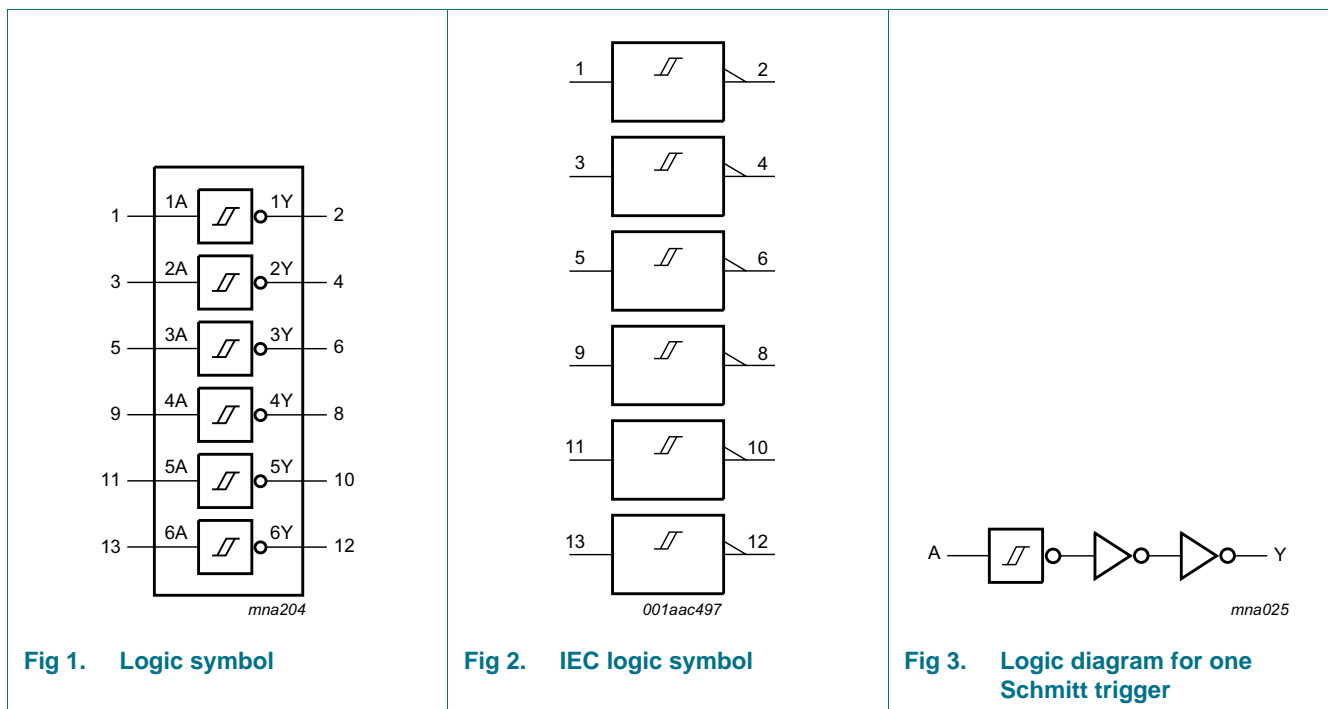 1 1A 1Y 2
3 2A 2Y 4
5 3A 3Y 6
9 4A 4Y 8
11 5A 5Y 10
13 6A 6Y 12
mna204
Fig 1. Logic symbol
1 2
3 4
5 6
9 8
11 10
13 12
001aac497
Fig 2. IEC logic symbol
A Y
mna025
Fig 3. Logic diagram for one
Schmitt trigger